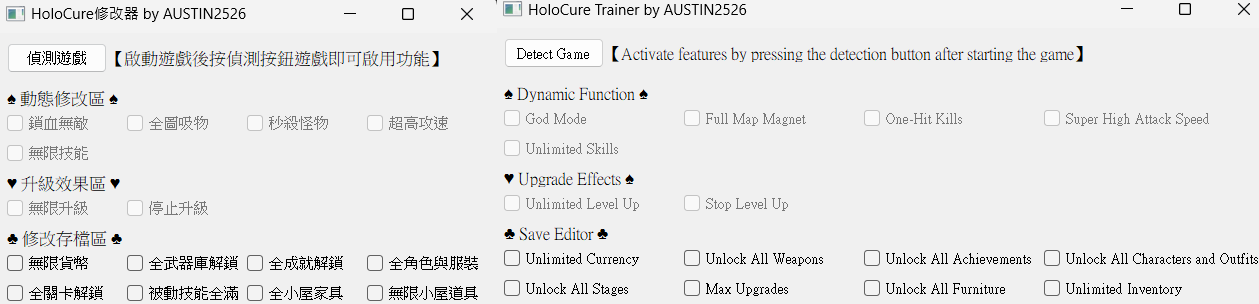 HoloCure修改器 by AUSTIN2526
偵測遊戲 【啟動遊戲後按偵測按鈕遊戲即可啟用功能】
♠ 動態修改區 ♠
鎖血無敵 全圖吸物 秒殺怪物 超高攻速
無限技能
♥ 升級效果區 ♥
無限升級 停止升級
♣ 修改存檔區 ♣
無限貨幣 全武器庫解鎖 全成就解鎖 全角色與服裝
全關卡解鎖 被動技能全滿 全小屋家具 無限小屋道具
HoloCure Trainer by AUSTIN2526
Detect Game 【Activate features by pressing the detection button after starting the game】
♠ Dynamic Function ♠
God Mode Full Map Magnet One-Hit Kills Super High Attack Speed
Unlimited Skills
♥ Upgrade Effects ♠
Unlimited Level Up Stop Level Up
♣ Save Editor ♣
Unlimited Currency Unlock All Weapons Unlock All Achievements Unlock All Characters and Outfits
Unlock All Stages Max Upgrades Unlock All Furniture Unlimited Inventory